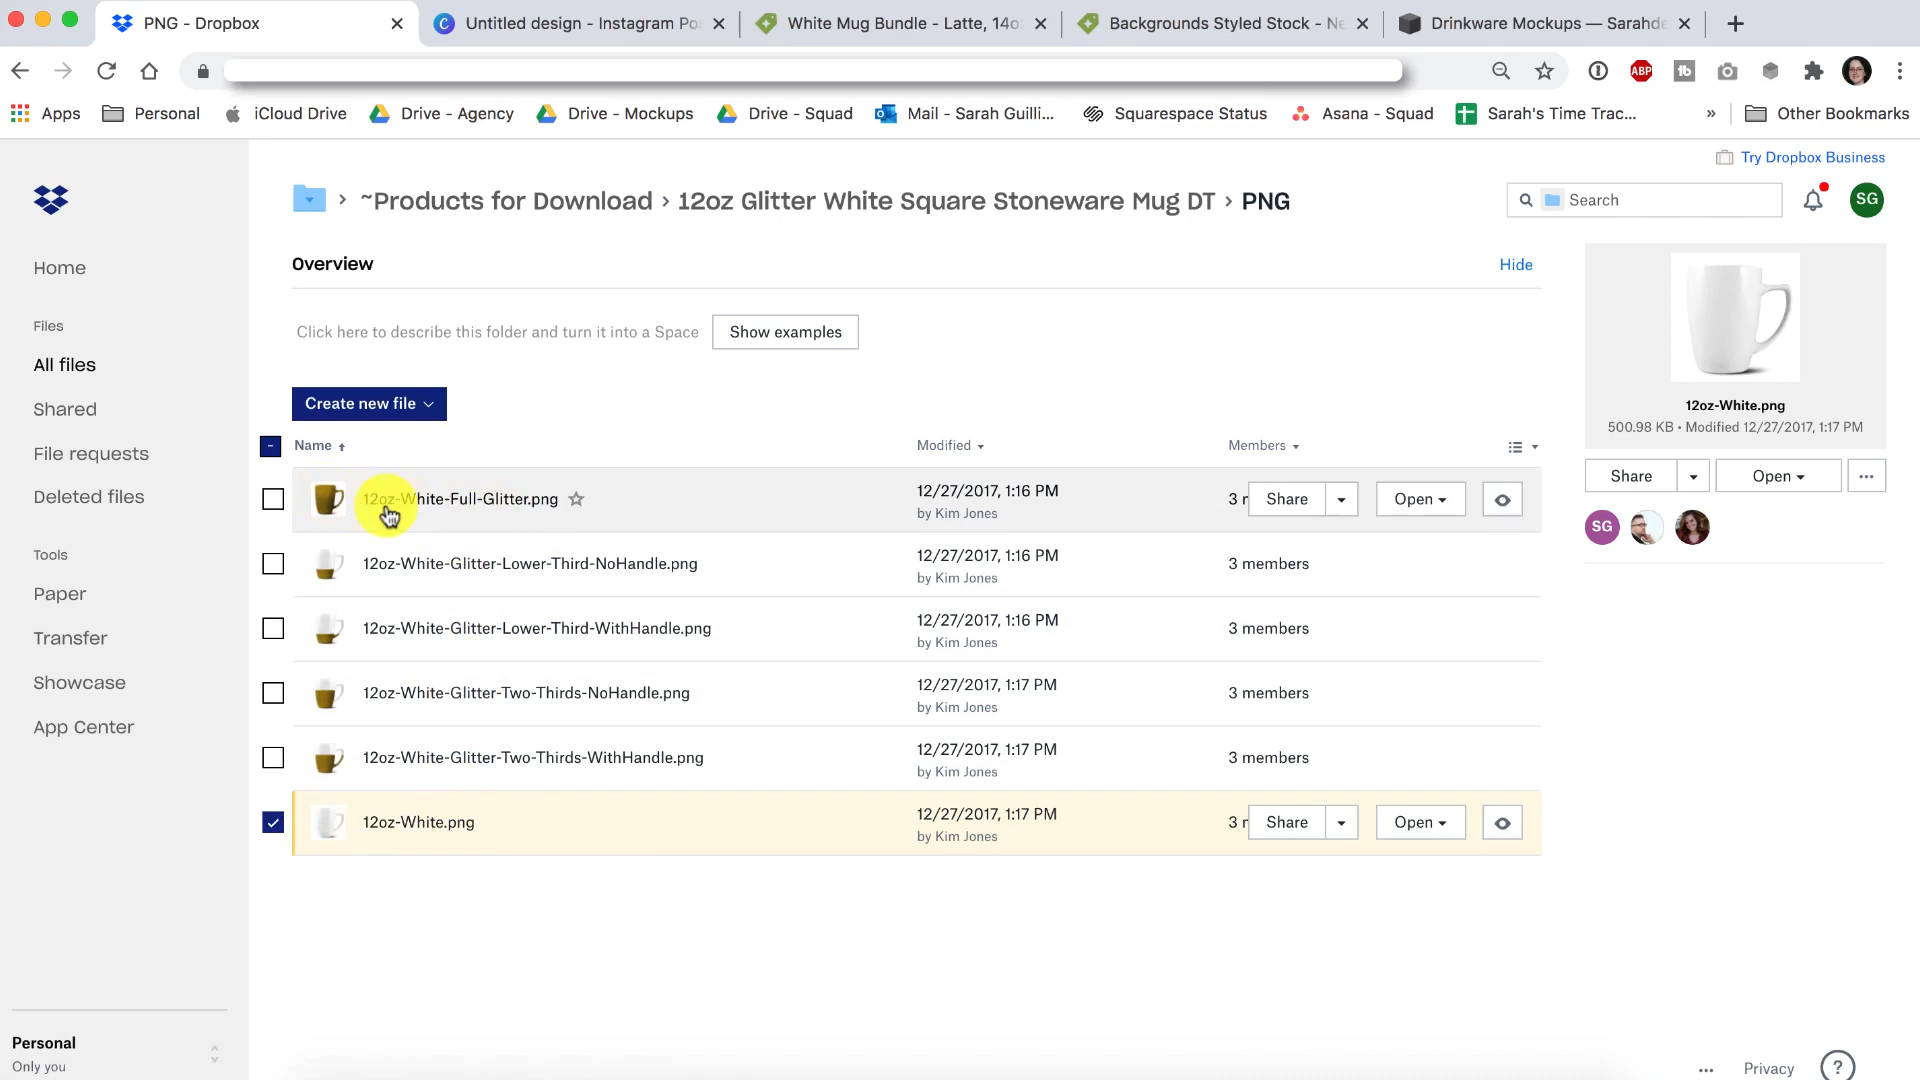 PNG - Dropbox
Untitled design - Instagram Po
White Mug Bundle - Latte, 14o
Backgrounds Styled Stock - Ne
Drinkware Mockups — Sarahde
ABP
Apps
Personal
iCloud Drive
Drive - Agency
Drive - Mockups
Drive - Squad
Mail - Sarah Guilli...
Squarespace Status
Asana - Squad
Sarah's Time Trac...
»
Other Bookmarks
Try Dropbox Business
> ~Products for Download > 12oz Glitter White Square Stoneware Mug DT > PNG
Search
SG
Home
Files
All files
Shared
File requests
Deleted files
Tools
Paper
Transfer
Showcase
App Center
Personal
Only you
Overview
Hide
Click here to describe this folder and turn it into a Space
Show examples
Create new file
Name
Modified
Members
12oz-White-Full-Glitter.png
12/27/2017, 1:16 PM
by Kim Jones
3 r
Share
Open
12oz-White-Glitter-Lower-Third-NoHandle.png
12/27/2017, 1:16 PM
by Kim Jones
3 members
12oz-White-Glitter-Lower-Third-WithHandle.png
12/27/2017, 1:16 PM
by Kim Jones
3 members
12oz-White-Glitter-Two-Thirds-NoHandle.png
12/27/2017, 1:17 PM
by Kim Jones
3 members
12oz-White-Glitter-Two-Thirds-WithHandle.png
12/27/2017, 1:17 PM
by Kim Jones
3 members
12oz-White.png
12/27/2017, 1:17 PM
by Kim Jones
3 r
Share
Open
12oz-White.png
500.98 KB • Modified 12/27/2017, 1:17 PM
Share
Open
...
SG
...
Privacy
?